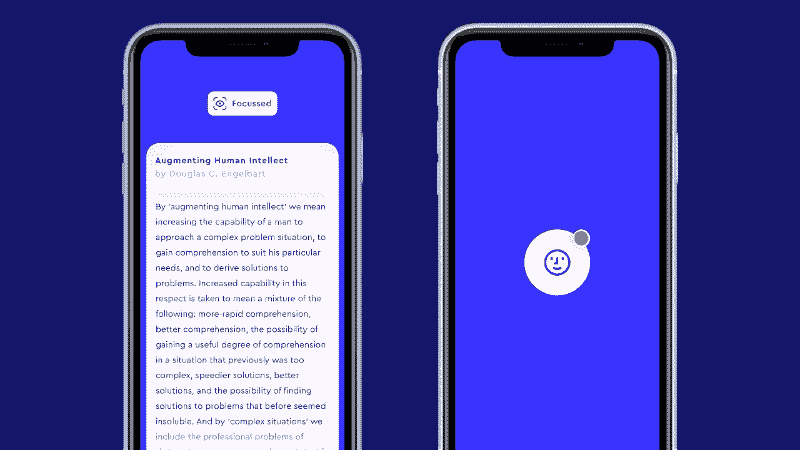 Focussed
Augmenting Human Intellect
by Douglas C. Engelbart
By 'augmenting human intellect' we mean
increasing the capability of a man to
approach a complex problem situation, to
gain comprehension to suit his particular
needs, and to derive solutions to
problems. Increased capability in this
respect is taken to mean a mixture of the
following: more-rapid comprehension,
better comprehension, the possibility of
gaining a useful degree of comprehension
in a situation that previously was too
complex, speedier solutions, better
solutions, and the possibility of finding
solutions to problems that before seemed
insoluble. And by 'complex situations' we
include the professional problems of